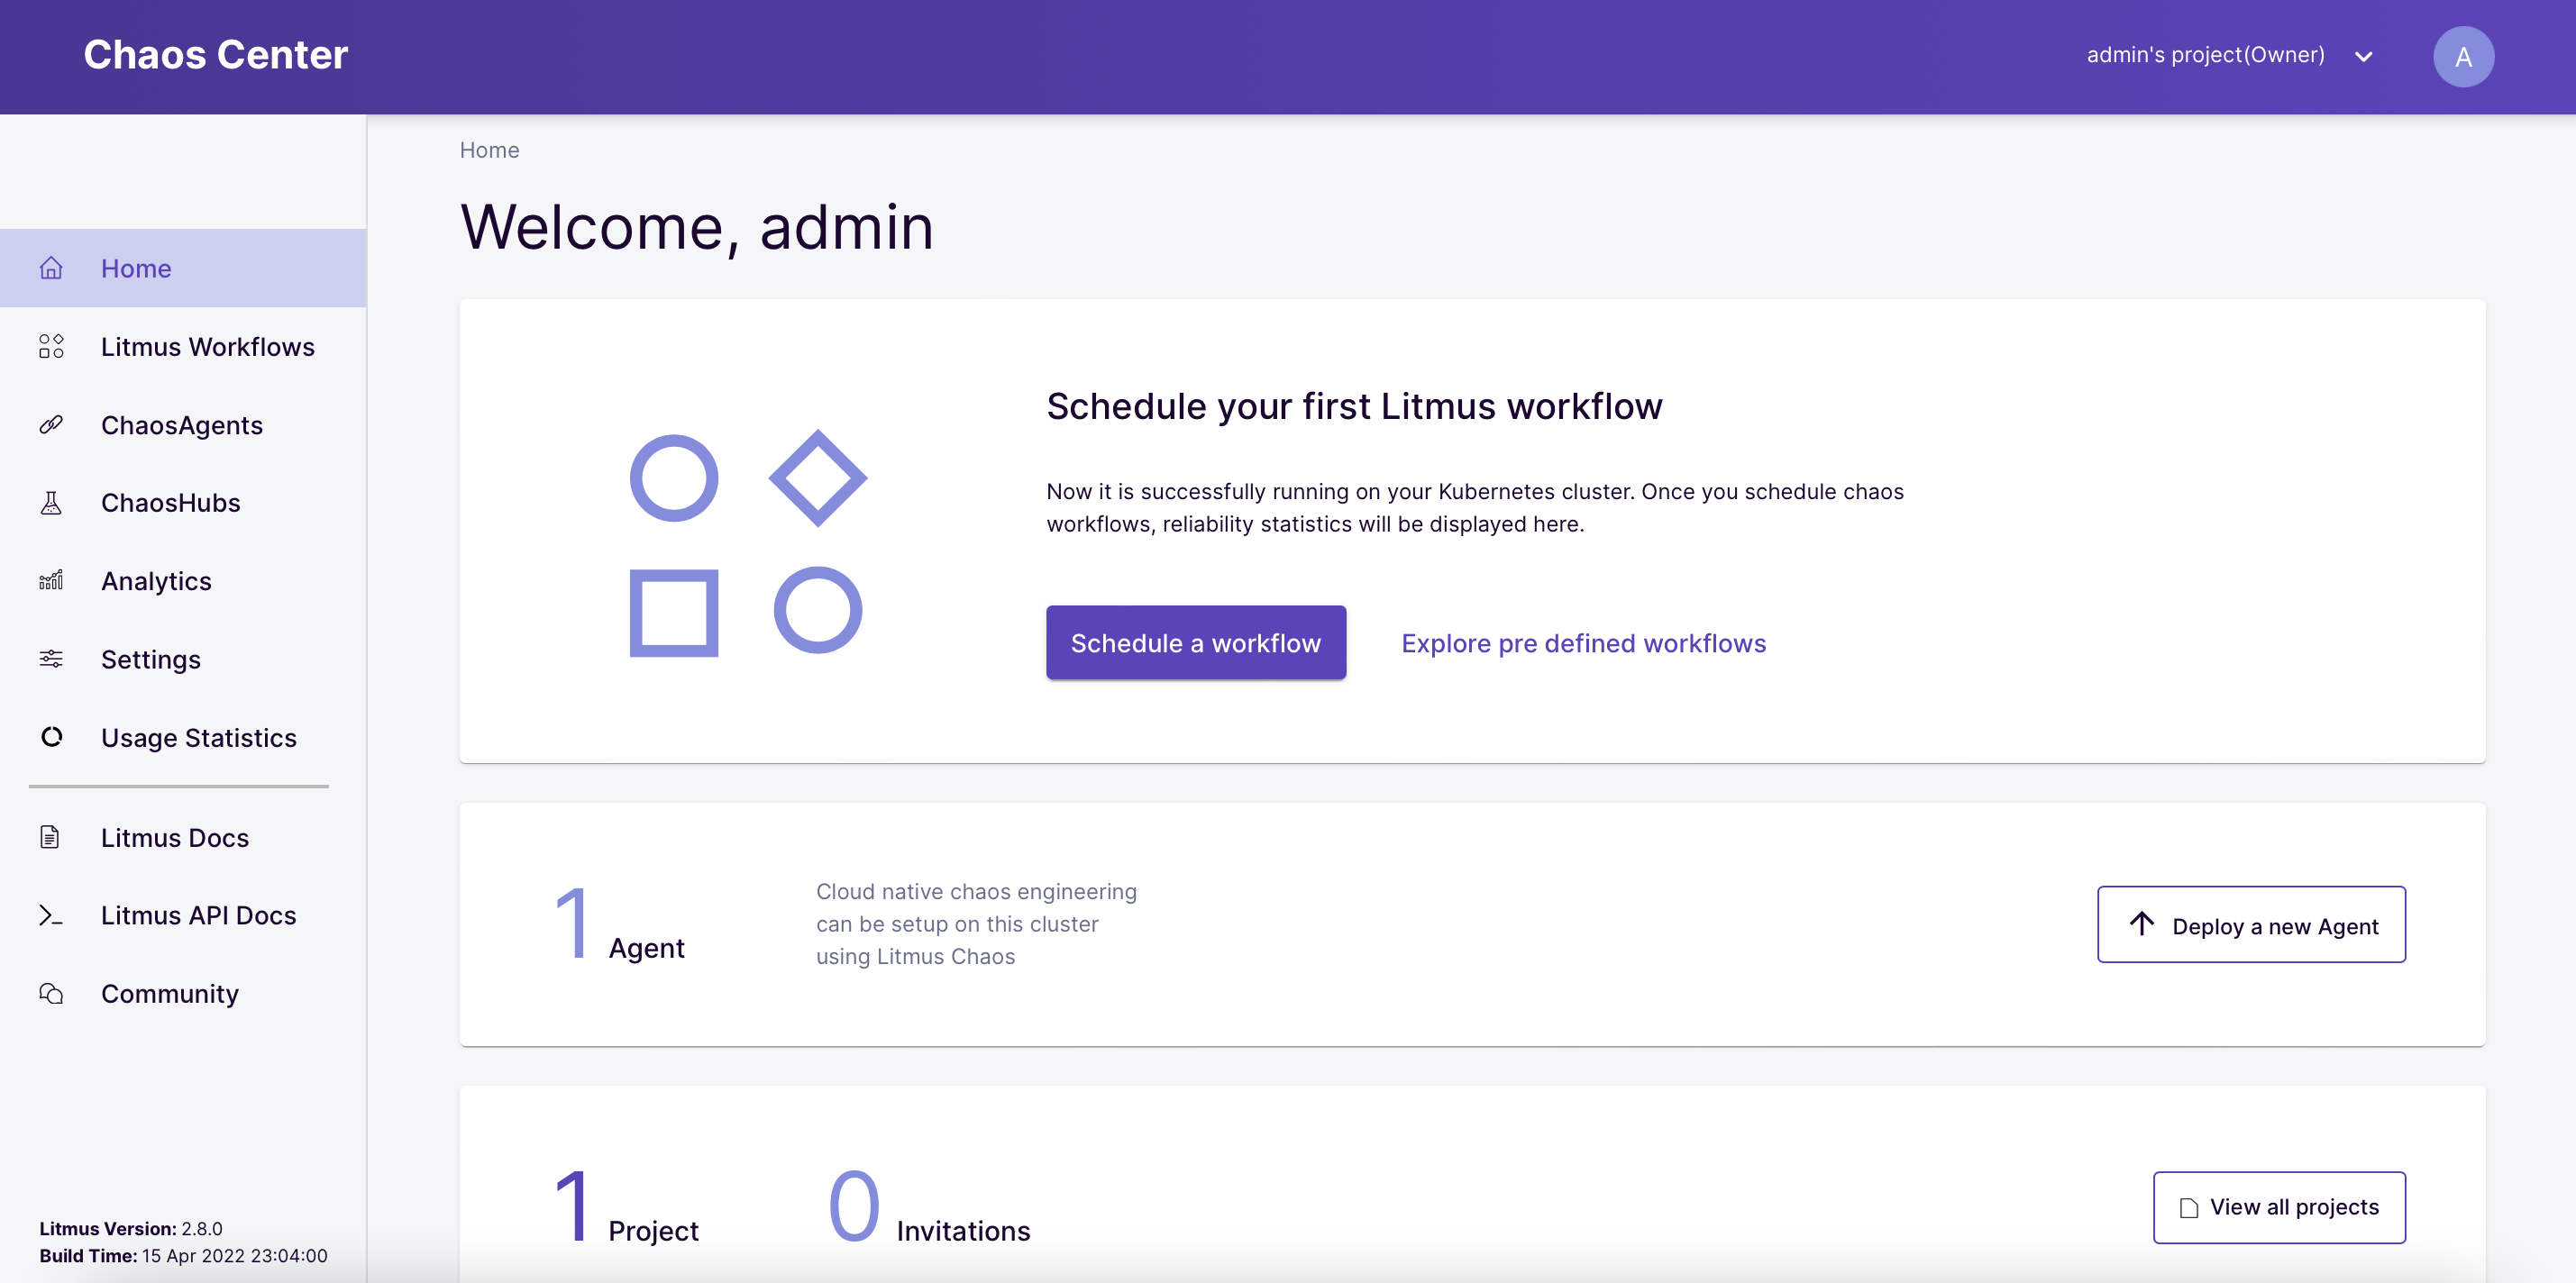 Chaos Center
admin's project(Owner)
A
Home
Litmus Workflows
ChaosAgents
ChaosHubs
Analytics
Settings
Usage Statistics
Litmus Docs
Litmus API Docs
Community
Litmus Version: 2.8.0
Build Time: 15 Apr 2022 23:04:00
Home
Welcome, admin
Schedule your first Litmus workflow
Now it is successfully running on your Kubernetes cluster. Once you schedule chaos
workflows, reliability statistics will be displayed here.
Schedule a workflow
Explore pre defined workflows
1 Agent
Cloud native chaos engineering
can be setup on this cluster
using Litmus Chaos
Deploy a new Agent
1 Project
0 Invitations
View all projects